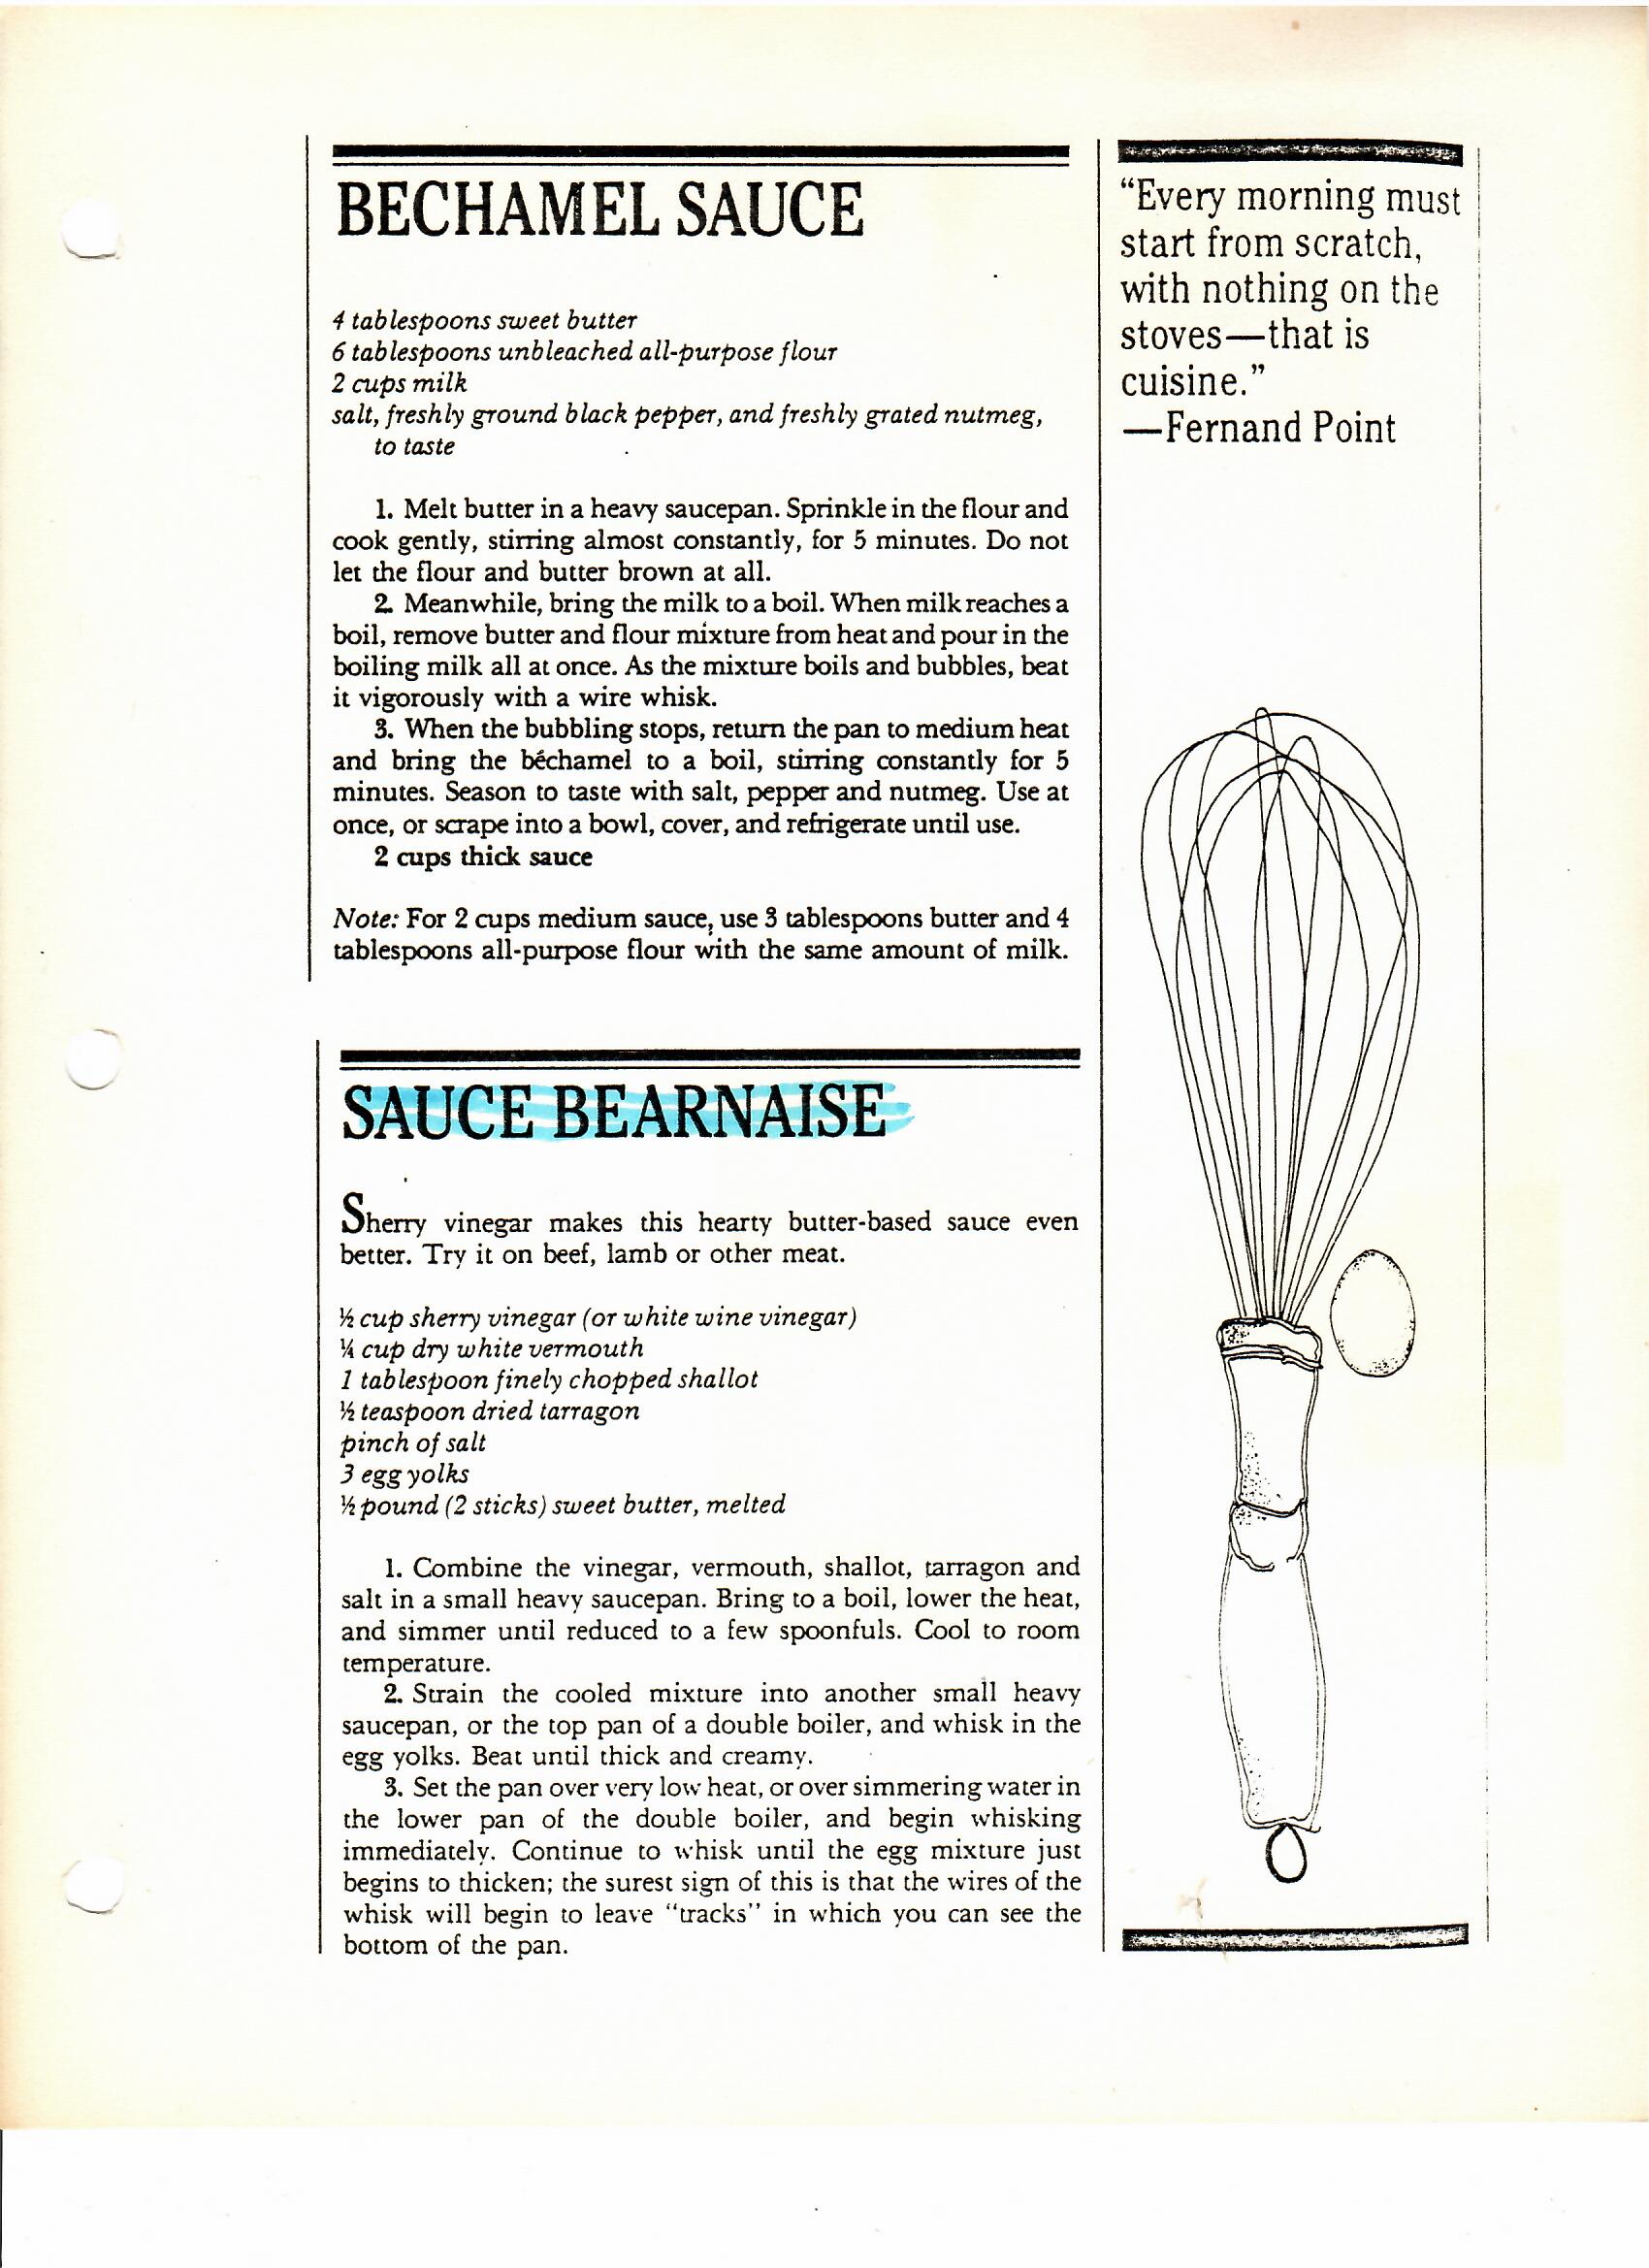 BECHAMEL SAUCE
4 tablespoons sweet butter
6 tablespoons unbleached all-purpose flour
2 cups milk
salt, freshly ground black pepper, and freshly grated nutmeg,
to taste
1. Melt butter in a heavy saucepan. Sprinkle in the flour and
cook gently, stirring almost constantly, for 5 minutes. Do not
let the flour and butter brown at all.
2. Meanwhile, bring the milk to a boil. When milk reaches a
boil, remove butter and flour mixture from heat and pour in the
boiling milk all at once. As the mixture boils and bubbles, beat
it vigorously with a wire whisk.
3. When the bubbling stops, return the pan to medium heat
and bring the béchamel to a boil, stirring constantly for 5
minutes. Season to taste with salt, pepper and nutmeg. Use at
once, or scrape into a bowl, cover, and refrigerate until use.
2 cups thick sauce
Note: For 2 cups medium sauce, use 3 tablespoons butter and 4
tablespoons all-purpose flour with the same amount of milk.
SAUCE BEARNAISE
Sherry vinegar makes this hearty butter-based sauce even
better. Try it on beef, lamb or other meat.
½ cup sherry vinegar (or white wine vinegar)
¼ cup dry white vermouth
1 tablespoon finely chopped shallot
½ teaspoon dried tarragon
pinch of salt
3 egg yolks
½ pound (2 sticks) sweet butter, melted
1. Combine the vinegar, vermouth, shallot, tarragon and
salt in a small heavy saucepan. Bring to a boil, lower the heat,
and simmer until reduced to a few spoonfuls. Cool to room
temperature.
2. Strain the cooled mixture into another small heavy
saucepan, or the top pan of a double boiler, and whisk in the
egg yolks. Beat until thick and creamy.
3. Set the pan over very low heat, or over simmering water in
the lower pan of the double boiler, and begin whisking
immediately. Continue to whisk until the egg mixture just
begins to thicken; the surest sign of this is that the wires of the
whisk will begin to leave "tracks" in which you can see the
bottom of the pan.
“Every morning must
start from scratch,
with nothing on the
stoves—that is
cuisine.”
—Fernand Point